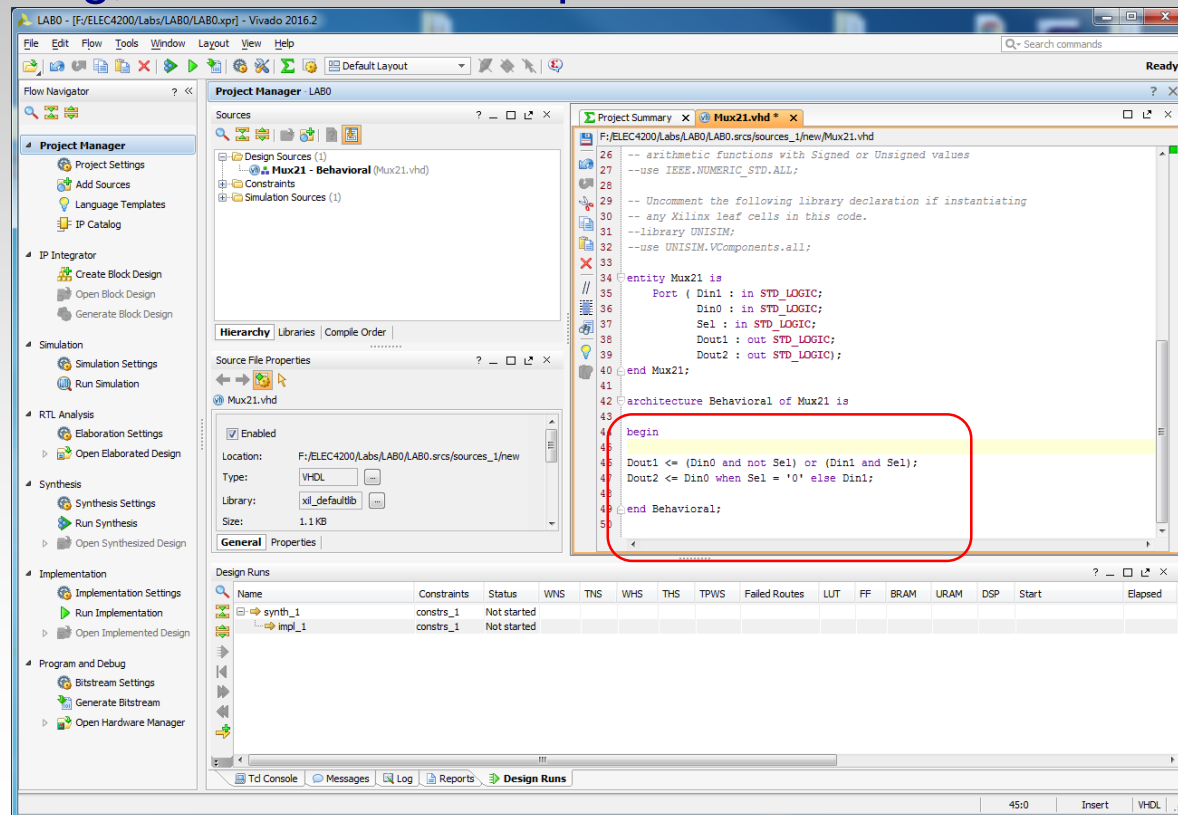 LAB0 - [F:/ELEC4200/Labs/LAB0/LAB0.xpr] - Vivado 2016.2
File Edit Flow Tools Window Layout View Help
Search commands
Default Layout
Ready
Flow Navigator
Project Manager
Project Settings
Add Sources
Language Templates
IP Catalog
IP Integrator
Create Block Design
Open Block Design
Generate Block Design
Simulation
Simulation Settings
Run Simulation
RTL Analysis
Elaboration Settings
Open Elaborated Design
Synthesis
Synthesis Settings
Run Synthesis
Open Synthesized Design
Implementation
Implementation Settings
Run Implementation
Open Implemented Design
Program and Debug
Bitstream Settings
Generate Bitstream
Open Hardware Manager
Project Manager - LAB0
Sources
Design Sources (1)
Mux21 - Behavioral (Mux21.vhd)
Constraints
Simulation Sources (1)
Hierarchy Libraries Compile Order
Source File Properties
Mux21.vhd
Enabled
Location: F:/ELEC4200/Labs/LAB0/LAB0.srcs/sources_1/new
Type: VHDL ...
Library: xil_defaultlib ...
Size: 1.1 KB
General Properties
Project Summary Mux21.vhd *
F:/ELEC4200/Labs/LAB0/LAB0.srcs/sources_1/new/Mux21.vhd
26 -- arithmetic functions with Signed or Unsigned values
27 --use IEEE.NUMERIC_STD.ALL;
28
29 -- Uncomment the following library declaration if instantiating
30 -- any Xilinx leaf cells in this code.
31 --library UNISIM;
32 --use UNISIM.VComponents.all;
33
34 entity Mux21 is
35 Port ( Din1 : in STD_LOGIC;
36 Din0 : in STD_LOGIC;
37 Sel : in STD_LOGIC;
38 Dout1 : out STD_LOGIC;
39 Dout2 : out STD_LOGIC);
40 end Mux21;
41
42 architecture Behavioral of Mux21 is
43
44 begin
45
46 Dout1 <= (Din0 and not Sel) or (Din1 and Sel);
47 Dout2 <= Din0 when Sel = '0' else Din1;
48
49 end Behavioral;
50
Design Runs
Name Constraints Status WNS TNS WHS THS TPWS Failed Routes LUT FF BRAM URAM DSP Start Elapsed
synth_1 constrs_1 Not started
impl_1 constrs_1 Not started
Tcl Console Messages Log Reports Design Runs
45:0 Insert VHDL